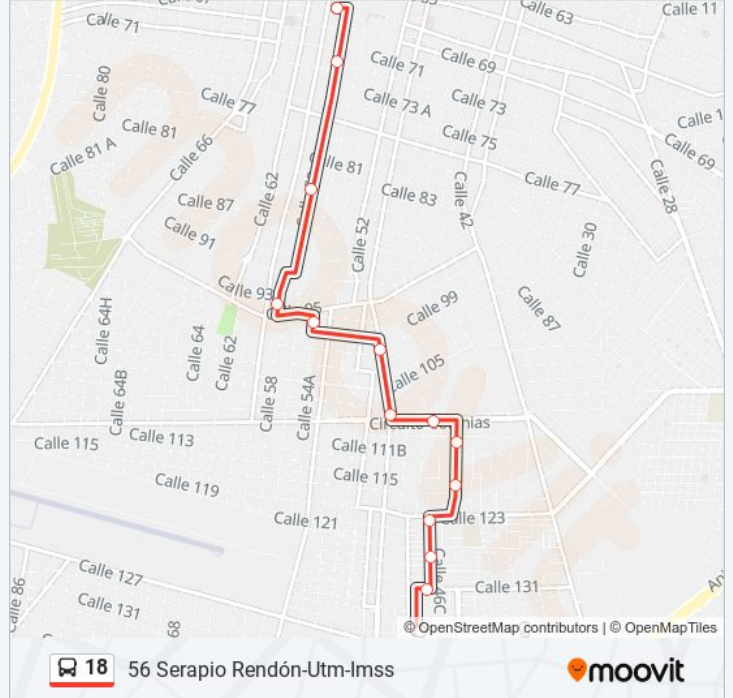 Calle 63
Calle 11
Calle 71
Calle 69
Calle 71
Calle 80
Calle 77
Calle 73 A
Calle 73
Calle 81
Calle 75
Calle 81 A
Calle 66
Calle 69
Calle 77
Calle 28
Calle 62
Calle 83
Calle 42
Calle 87
Calle 91
Calle 52
Calle 30
Calle 93
Calle 99
Calle 87
Calle 64H
Calle 64
Calle 62
Calle 105
Calle 64B
Calle 58
Calle 54A
Calle 115
Calle 113
Calle 111B
Calle 115
Calle 119
Calle 121
Calle 123
Calle 127
Calle 131
Calle 131
Calle 86
68
© OpenStreetMap contributors | © OpenMapTiles
18
56 Serapio Rendón-Utm-Imss
moovit